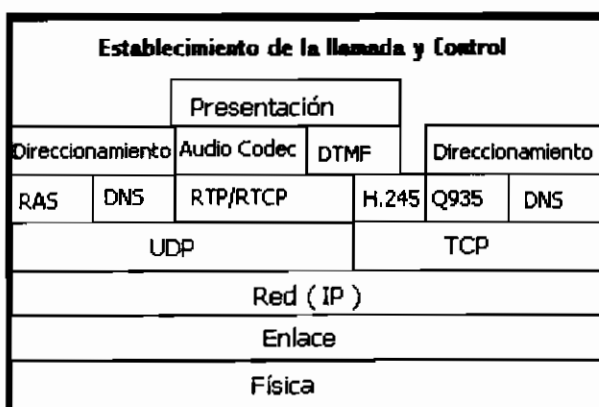 Establecimiento de la llamada y Control
Presentación
Direccionamiento Audio Codec DTMF Direccionamiento
RAS DNS RTP/RTCP H.245 Q935 DNS
UDP TCP
Red ( IP )
Enlace
Física